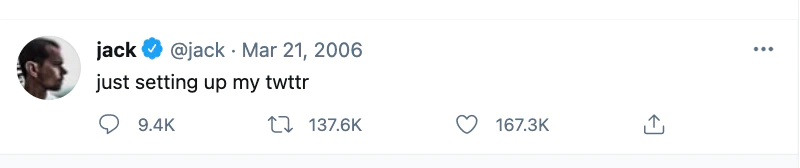 jack @jack · Mar 21, 2006
just setting up my twttr
9.4K 137.6K 167.3K